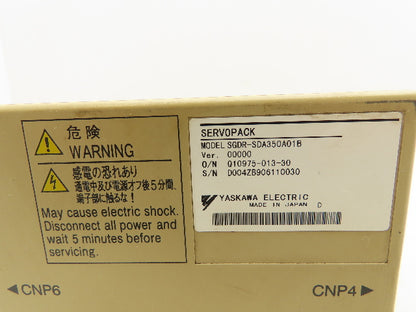 危険
WARNING
感電の恐れあり
通電中及び電源オフ後5分間、
端子部に触るな!
May cause electric shock.
Disconnect all power and
wait 5 minutes before
servicing.
SERVOPACK
MODEL SGDR-SDA350A01B
Ver. 00000
O/N Q10975-013-30
S/N D004ZB906110030
YASKAWA ELECTRIC
MADE IN JAPAN D
◀CNP6
CNP4▶